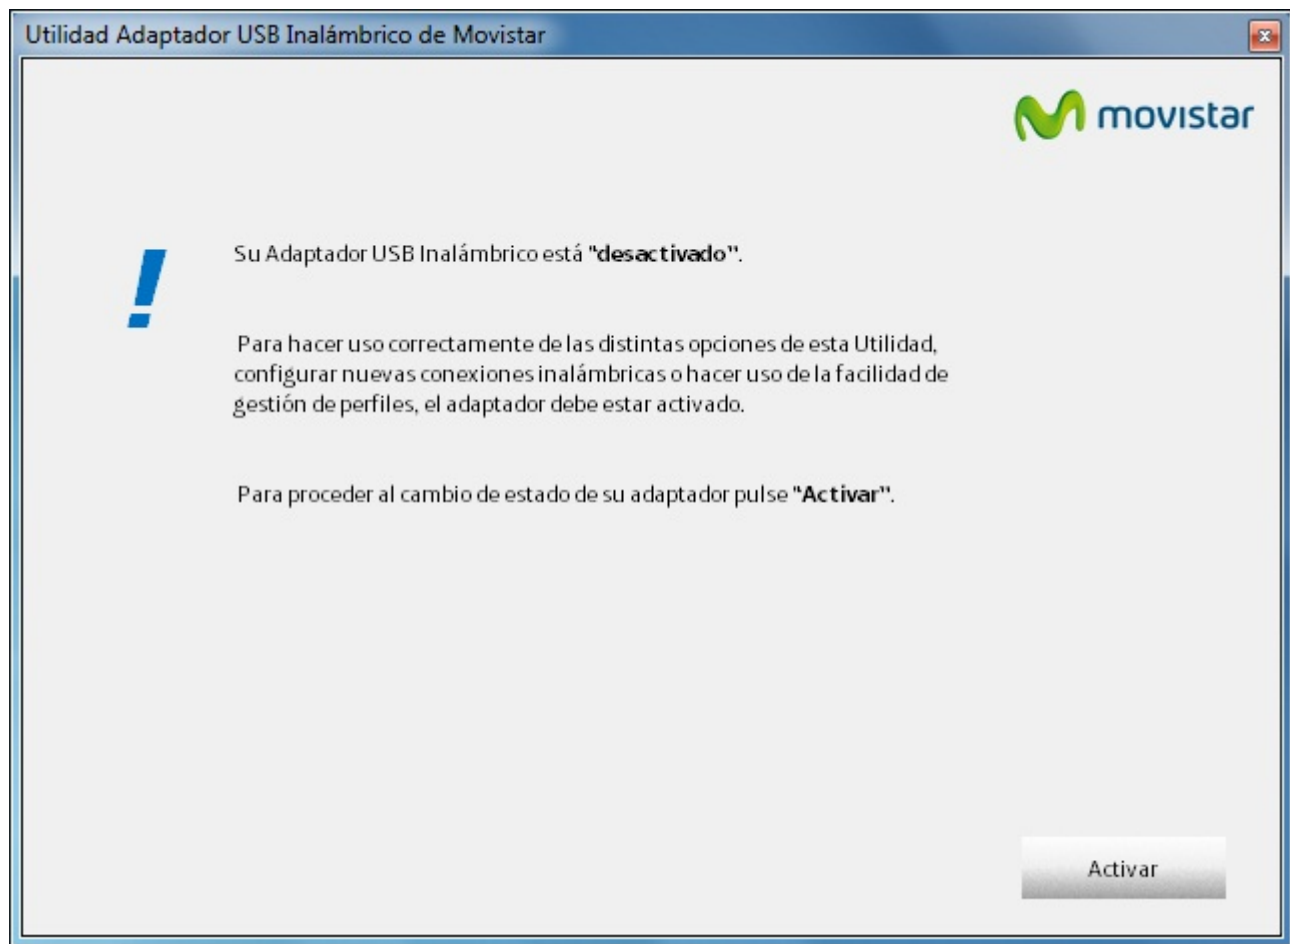 Utilidad Adaptador USB Inalámbrico de Movistar
movistar
Su Adaptador USB Inalámbrico está "desactivado".
Para hacer uso correctamente de las distintas opciones de esta Utilidad,
configurar nuevas conexiones inalámbricas o hacer uso de la facilidad de
gestión de perfiles, el adaptador debe estar activado.
Para proceder al cambio de estado de su adaptador pulse "Activar".
Activar